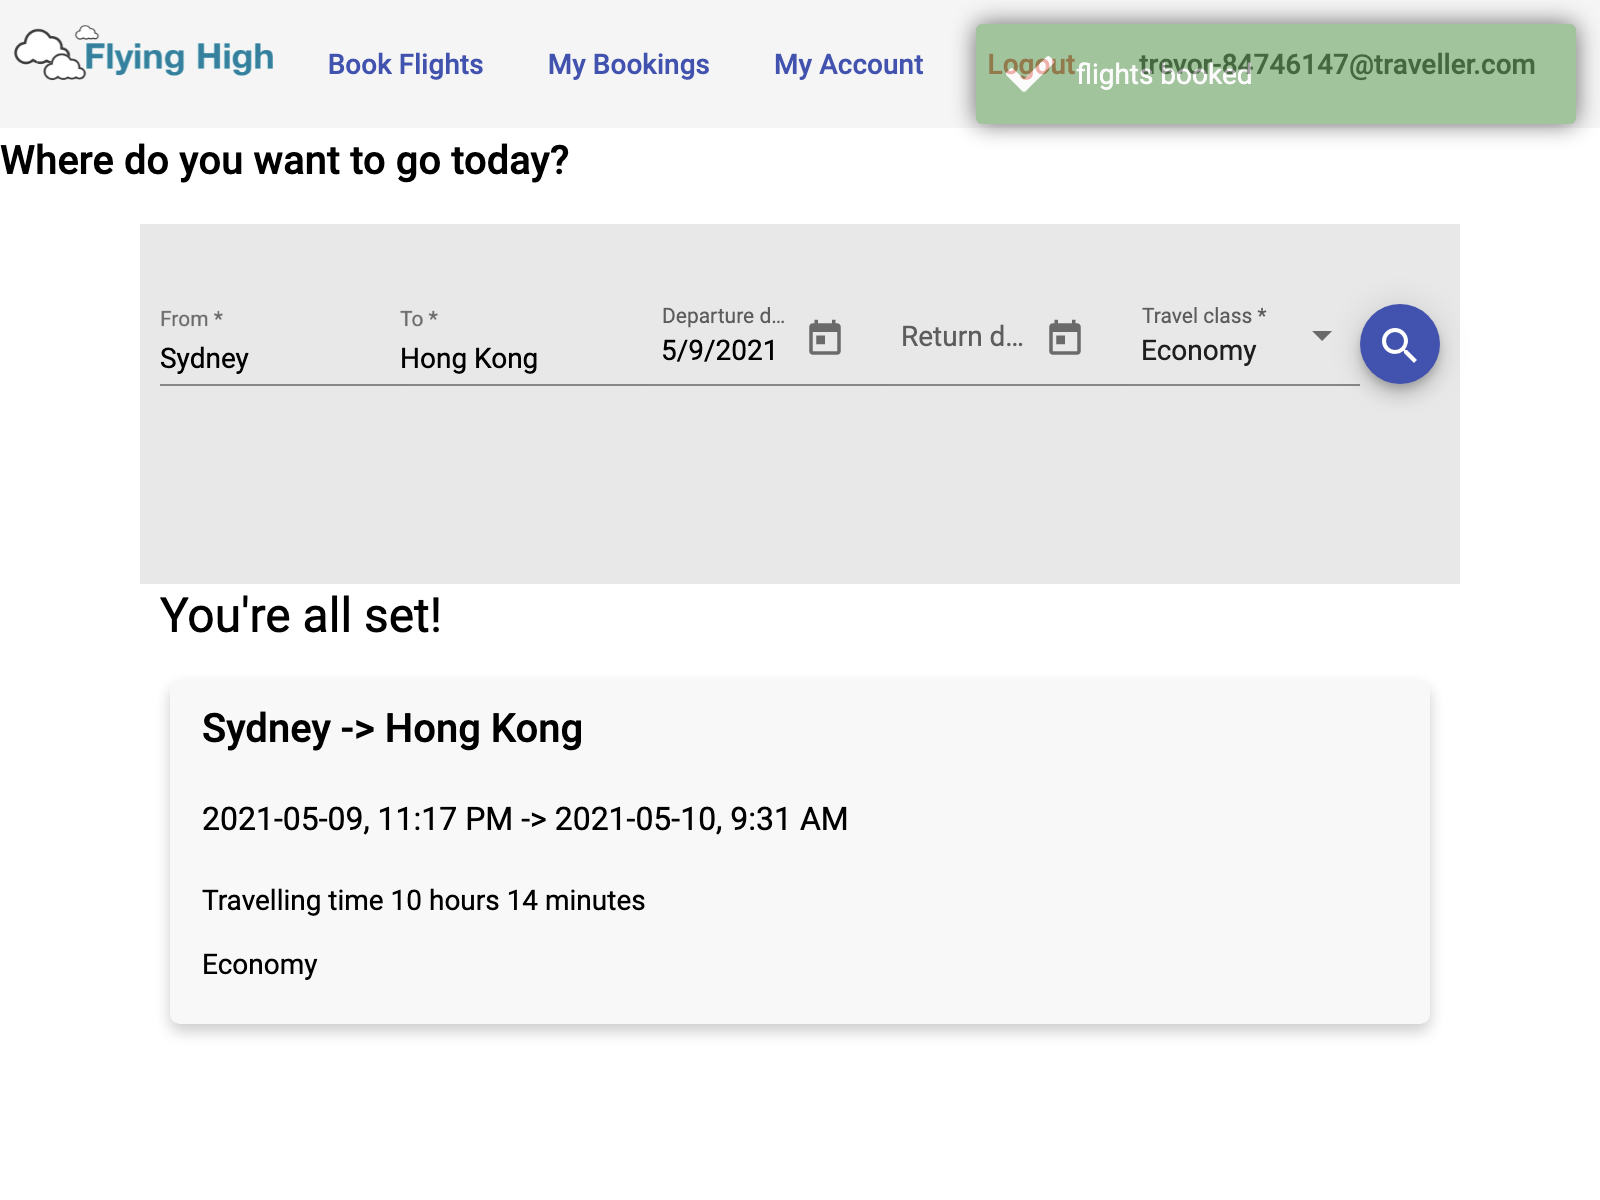 Flying High
Book Flights
My Bookings
My Account
Logout
trevor-84746147@traveller.com
flights booked
Where do you want to go today?
From *
Sydney
To *
Hong Kong
Departure d...
5/9/2021
Return d...
Travel class *
Economy
You're all set!
Sydney -> Hong Kong
2021-05-09, 11:17 PM -> 2021-05-10, 9:31 AM
Travelling time 10 hours 14 minutes
Economy